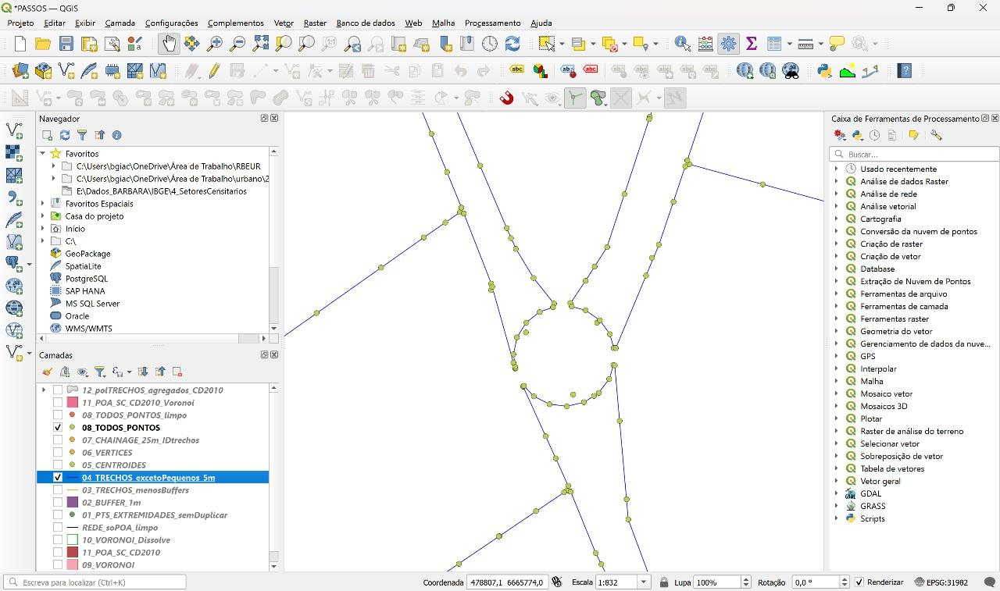 *PASSOS — QGIS
Projeto Editar Exibir Camada Configurações Complementos Vetor Raster Banco de dados Web Malha Processamento Ajuda
1:1
abc abc abc
Navegador
Favoritos
C:\Users\bgiac\OneDrive\Área de Trabalho\RBEUR
C:\Users\bgiac\OneDrive\Área de Trabalho\urbano\2
E:\Dados_BARBARA\IBGE\4_SetoresCensitarios
Favoritos Espaciais
Casa do projeto
Início
C:\
GeoPackage
SpatiaLite
PostgreSQL
SAP HANA
MS SQL Server
Oracle
WMS/WMTS
Camadas
12_polTRECHOS_agregados_CD2010
11_POA_SC_CD2010_Voronoi
08_TODOS_PONTOS_limpo
08_TODOS_PONTOS
07_CHAINAGE_25m_IDtrechos
06_VERTICES
05_CENTROIDES
04_TRECHOS_excetoPequenos_5m
03_TRECHOS_menosBuffers
02_BUFFER_1m
01_PTS_EXTREMIDADES_semDuplicar
REDE_soPOA_limpo
10_VORONOI_Dissolve
11_POA_SC_CD2010
09_VORONOI
Caixa de Ferramentas de Processamento
Buscar...
Usado recentemente
Análise de dados Raster
Análise de rede
Análise vetorial
Cartografia
Conversão da nuvem de pontos
Criação de raster
Criação de vetor
Database
Extração de Nuvem de Pontos
Ferramentas de arquivo
Ferramentas de camada
Ferramentas raster
Geometria do vetor
Gerenciamento de dados da nuve...
GPS
Interpolar
Malha
Mosaico vetor
Mosaicos 3D
Plotar
Raster de análise do terreno
Selecionar vetor
Sobreposição de vetor
Tabela de vetores
Vetor geral
GDAL
GRASS
Scripts
Escreva para localizar (Ctrl+K) Coordenada 478807,1 6665774,0 Escala 1:832 Lupa 100% Rotação 0,0 ° Renderizar EPSG:31982